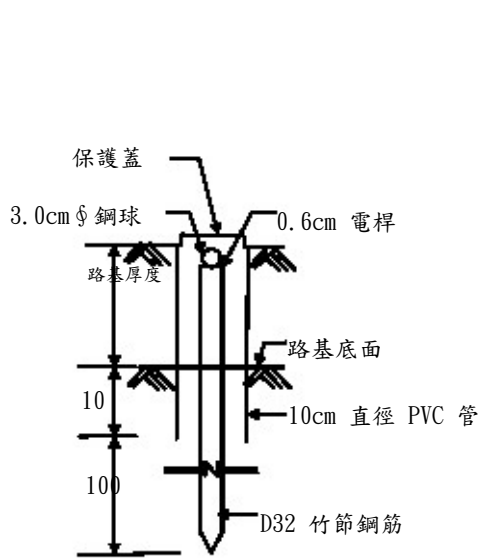 保護蓋
3.0cm∮鋼球
0.6cm 電桿
路基厚度
路基底面
10
10cm 直徑 PVC 管
100
D32 竹節鋼筋